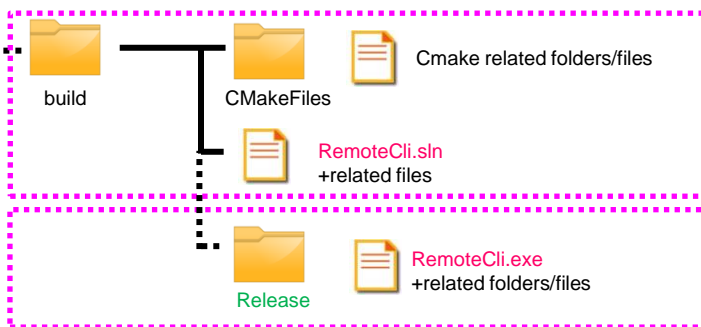 Cmake related folders/files
build
CMakeFiles
RemoteCli.sln
+related files
RemoteCli.exe
+related folders/files
Release